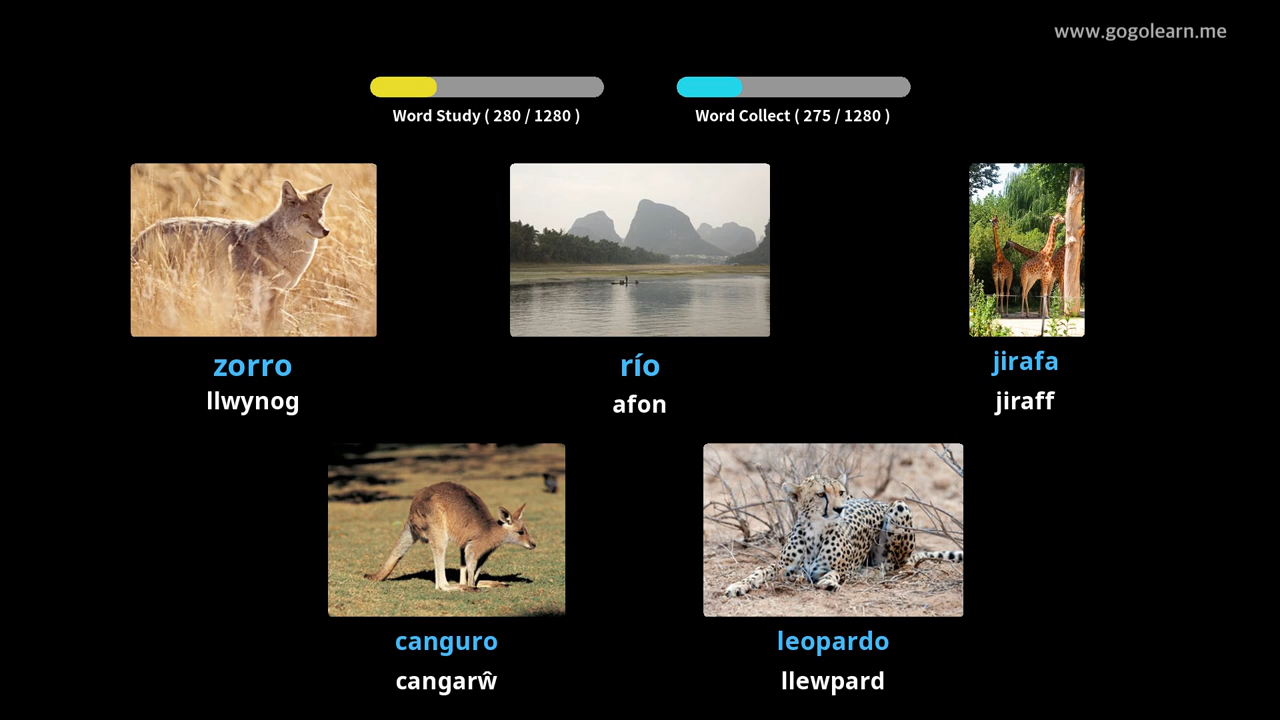 www.gogolearn.me
Word Study ( 280 / 1280 )
Word Collect ( 275 / 1280 )
zorro
llwynog
río
afon
jirafa
jiraff
canguro
cangarŵ
leopardo
llewpard